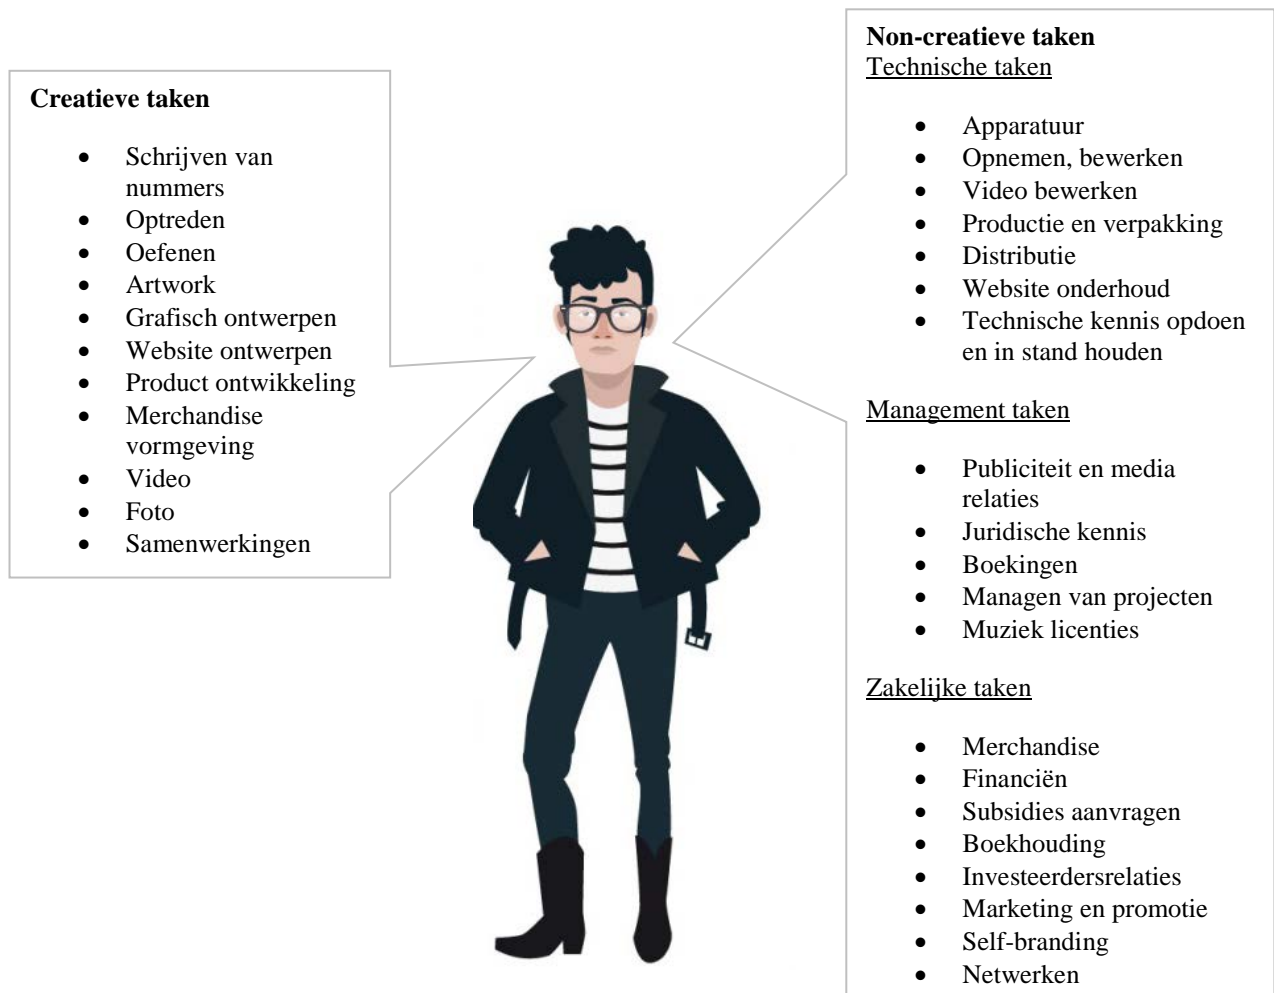 Creatieve taken
• Schrijven van
nummers
• Optreden
• Oefenen
• Artwork
• Grafisch ontwerpen
• Website ontwerpen
• Product ontwikkeling
• Merchandise
vormgeving
• Video
• Foto
• Samenwerkingen
Non-creatieve taken
Technische taken
• Apparatuur
• Opnemen, bewerken
• Video bewerken
• Productie en verpakking
• Distributie
• Website onderhoud
• Technische kennis opdoen
en in stand houden
Management taken
• Publiciteit en media
relaties
• Juridische kennis
• Boekingen
• Managen van projecten
• Muziek licenties
Zakelijke taken
• Merchandise
• Financiën
• Subsidies aanvragen
• Boekhouding
• Investeerdersrelaties
• Marketing en promotie
• Self-branding
• Netwerken